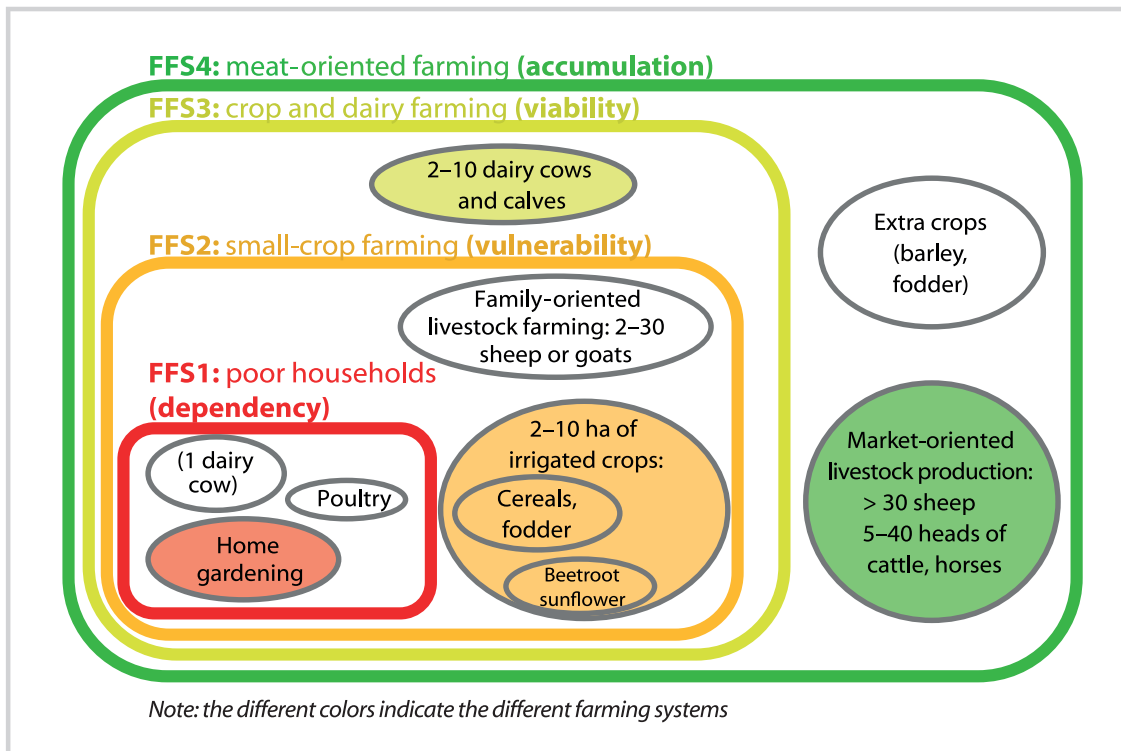 FFS4: meat-oriented farming (accumulation)
FFS3: crop and dairy farming (viability)
2–10 dairy cows
and calves
Extra crops
(barley,
fodder)
FFS2: small-crop farming (vulnerability)
Family-oriented
livestock farming: 2–30
sheep or goats
FFS1: poor households
(dependency)
(1 dairy
cow)
Poultry
Home
gardening
2–10 ha of
irrigated crops:
Cereals,
fodder
Beetroot
sunflower
Market-oriented
livestock production:
> 30 sheep
5–40 heads of
cattle, horses
Note: the different colors indicate the different farming systems